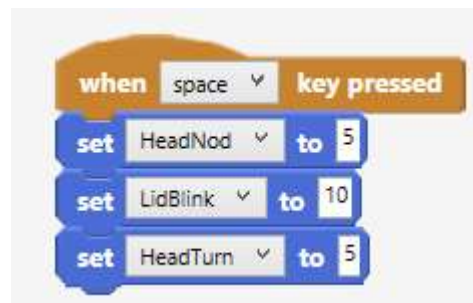 when space key pressed
set HeadNod to 5
set LidBlink to 10
set HeadTurn to 5